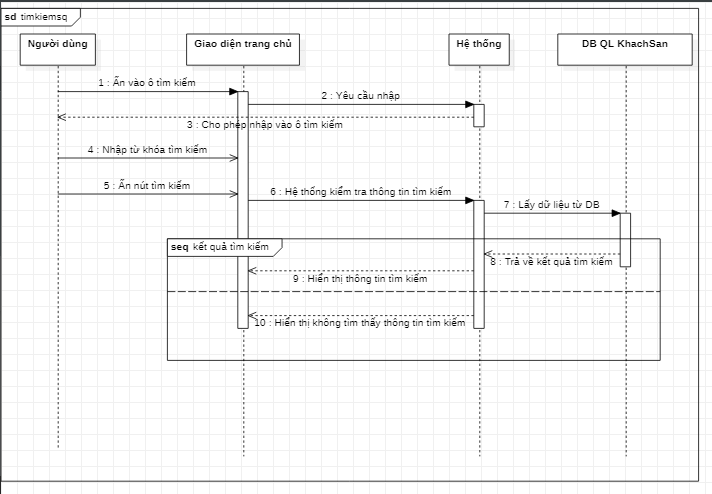 sd timkiemsq
Người dùng
Giao diện trang chủ
Hệ thống
DB QL KhachSan
1 : Ấn vào ô tìm kiếm
2 : Yêu cầu nhập
3 : Cho phép nhập vào ô tìm kiếm
4 : Nhập từ khóa tìm kiếm
5 : Ấn nút tìm kiếm
6 : Hệ thống kiểm tra thông tin tìm kiếm
7 : Lấy dữ liệu từ DB
seq kết quả tìm kiếm
8 : Trả về kết quả tìm kiếm
9 : Hiển thị thông tin tìm kiếm
10 : Hiển thị không tìm thấy thông tin tìm kiếm